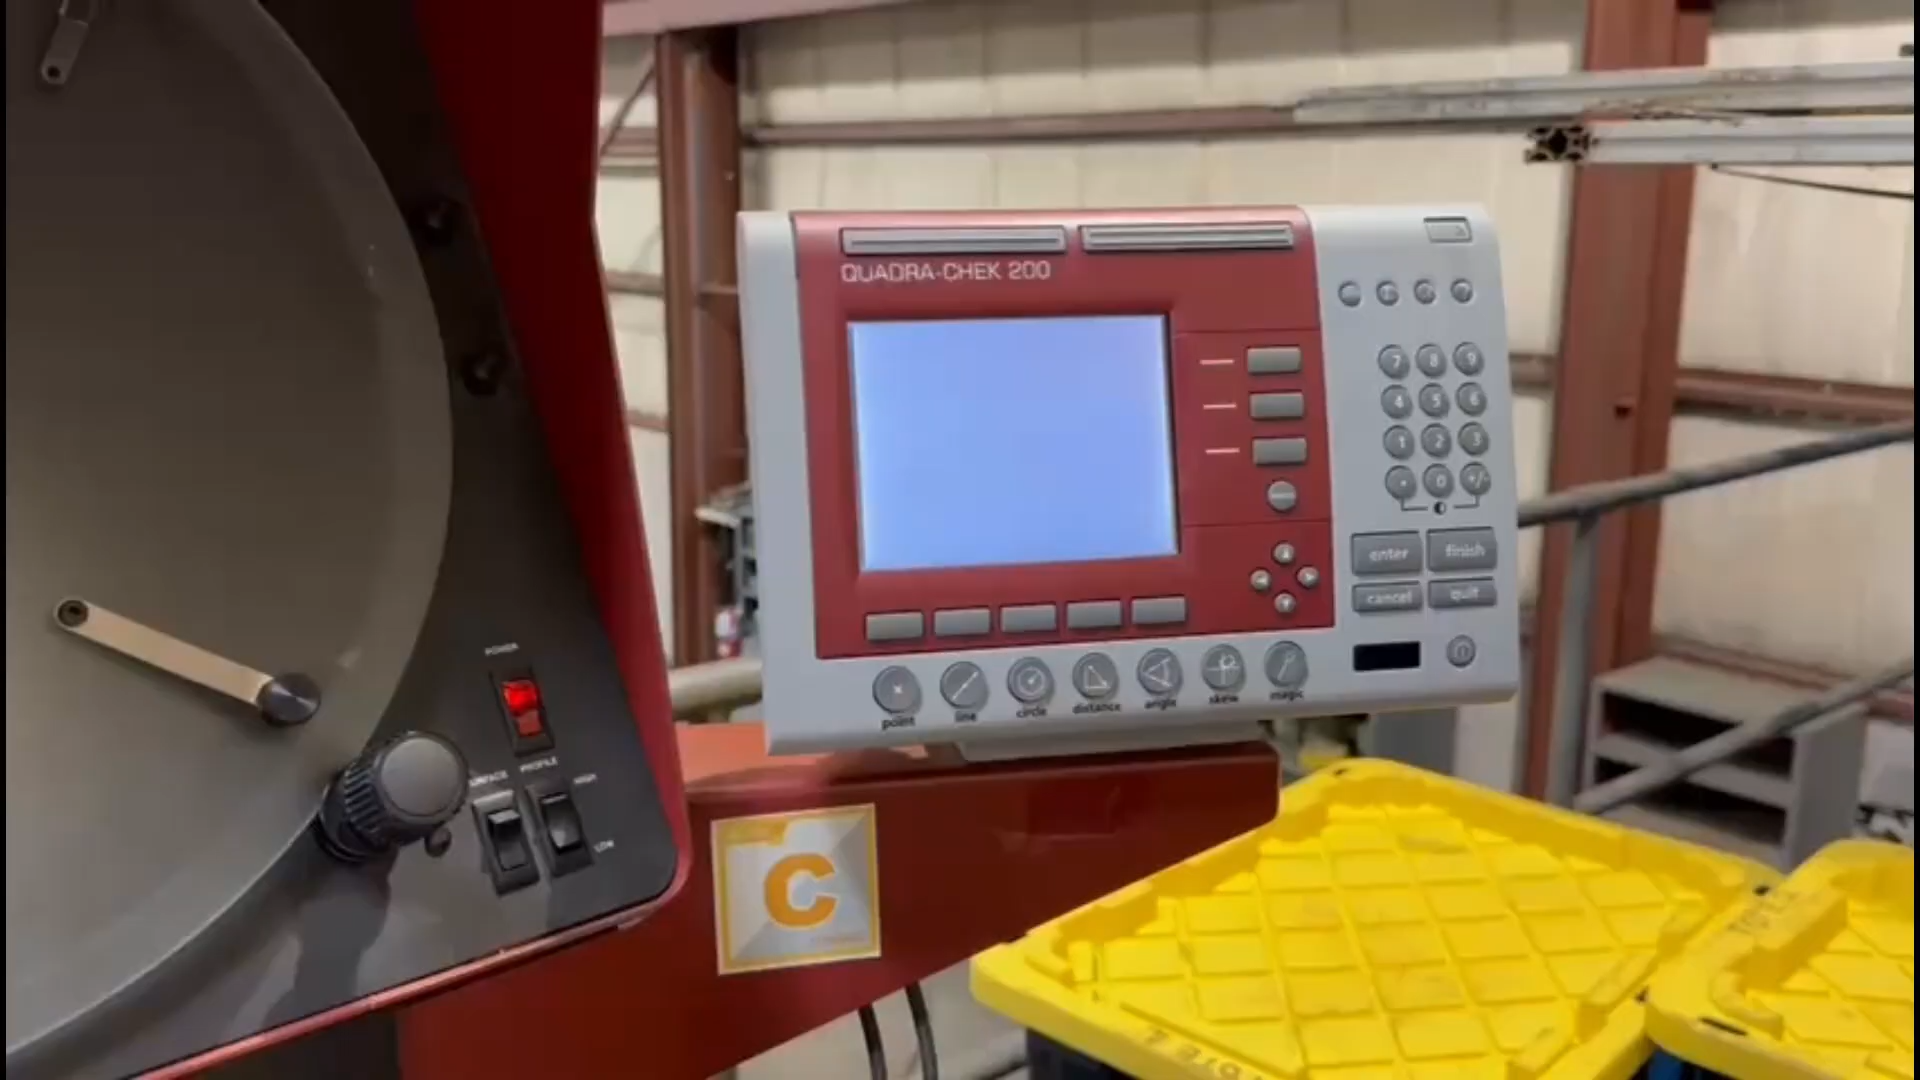 QUADRA-CHEK 200
7 8 9
4 5 6
1 2 3
. 0 +/-
enter finish
cancel quit
point line circle distance angle skew magic
POWER
PROFILE HIGH
LOW
C